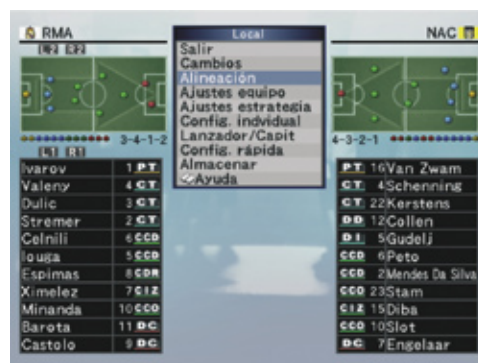 RMA
Local
NAC
L2 R2
Salir
Cambios
Alineación
Ajustes equipo
Ajustes estrategia
Config. indvidual
Lanzador/Capit
Config. rápida
Almacenar
Ayuda
3-4-1-2
4-3-2-1
L1 R1
Ivarov 1 PT
Valeny 4 CT
Dulic 3 CT
Stremer 2 CT
Celnili 6 CCD
Iouga 5 CCD
Espimas 8 CDR
Ximelez 7 CIZ
Minanda 10 CCO
Barota 11 DC
Castolo 9 DC
PT 16 Van Zwam
CT 4 Schenning
CT 22 Kerstens
DD 12 Collen
DI 5 Gudelj
CCD 6 Peto
CCD 2 Mendes Da Silva
CCO 23 Stam
CIZ 15 Diba
CCO 10 Slot
DC 7 Engelaar